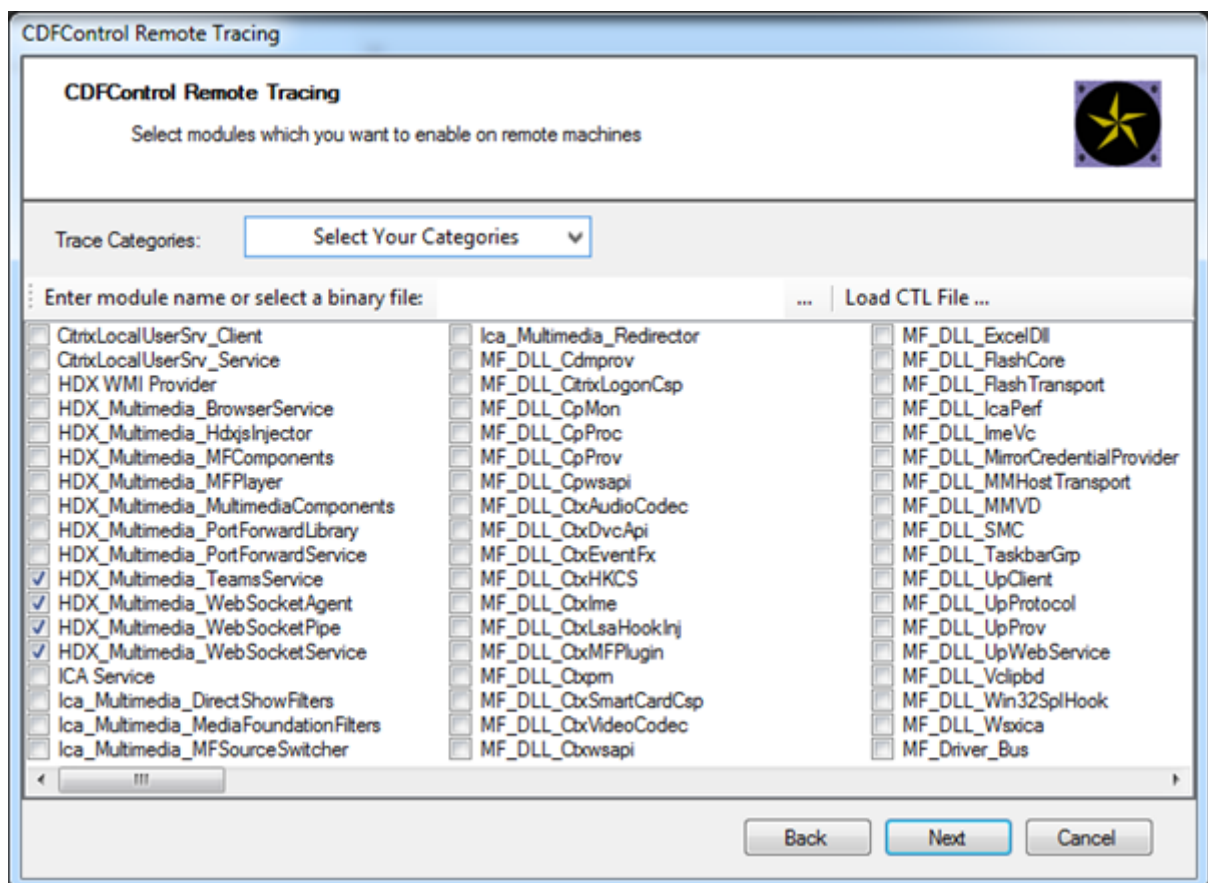 CDFControl Remote Tracing
CDFControl Remote Tracing
Select modules which you want to enable on remote machines
Trace Categories:
Select Your Categories
Enter module name or select a binary file:
...
Load CTL File ...
CitrixLocalUserSrv_Client
CitrixLocalUserSrv_Service
HDX WMI Provider
HDX_Multimedia_BrowserService
HDX_Multimedia_HdxjsInjector
HDX_Multimedia_MFComponents
HDX_Multimedia_MFPlayer
HDX_Multimedia_MultimediaComponents
HDX_Multimedia_PortForwardLibrary
HDX_Multimedia_PortForwardService
HDX_Multimedia_TeamsService
HDX_Multimedia_WebSocketAgent
HDX_Multimedia_WebSocketPipe
HDX_Multimedia_WebSocketService
ICA Service
Ica_Multimedia_DirectShowFilters
Ica_Multimedia_MediaFoundationFilters
Ica_Multimedia_MFSourceSwitcher
Ica_Multimedia_Redirector
MF_DLL_Cdmprov
MF_DLL_CitrixLogonCsp
MF_DLL_CpMon
MF_DLL_CpProc
MF_DLL_CpProv
MF_DLL_Cpwsapi
MF_DLL_CtxAudioCodec
MF_DLL_CtxDvcApi
MF_DLL_CtxEventFx
MF_DLL_CtxHKCS
MF_DLL_CtxIme
MF_DLL_CtxLsaHookInj
MF_DLL_CtxMFPlugin
MF_DLL_Ctxpm
MF_DLL_CtxSmartCardCsp
MF_DLL_CtxVideoCodec
MF_DLL_Ctxwsapi
MF_DLL_ExcelDll
MF_DLL_FlashCore
MF_DLL_FlashTransport
MF_DLL_IcaPerf
MF_DLL_ImeVc
MF_DLL_MirrorCredentialProvider
MF_DLL_MMHostTransport
MF_DLL_MMVD
MF_DLL_SMC
MF_DLL_TaskbarGrp
MF_DLL_UpClient
MF_DLL_UpProtocol
MF_DLL_UpProv
MF_DLL_UpWebService
MF_DLL_Vclipbd
MF_DLL_Win32SplHook
MF_DLL_Wsxica
MF_Driver_Bus
Back
Next
Cancel